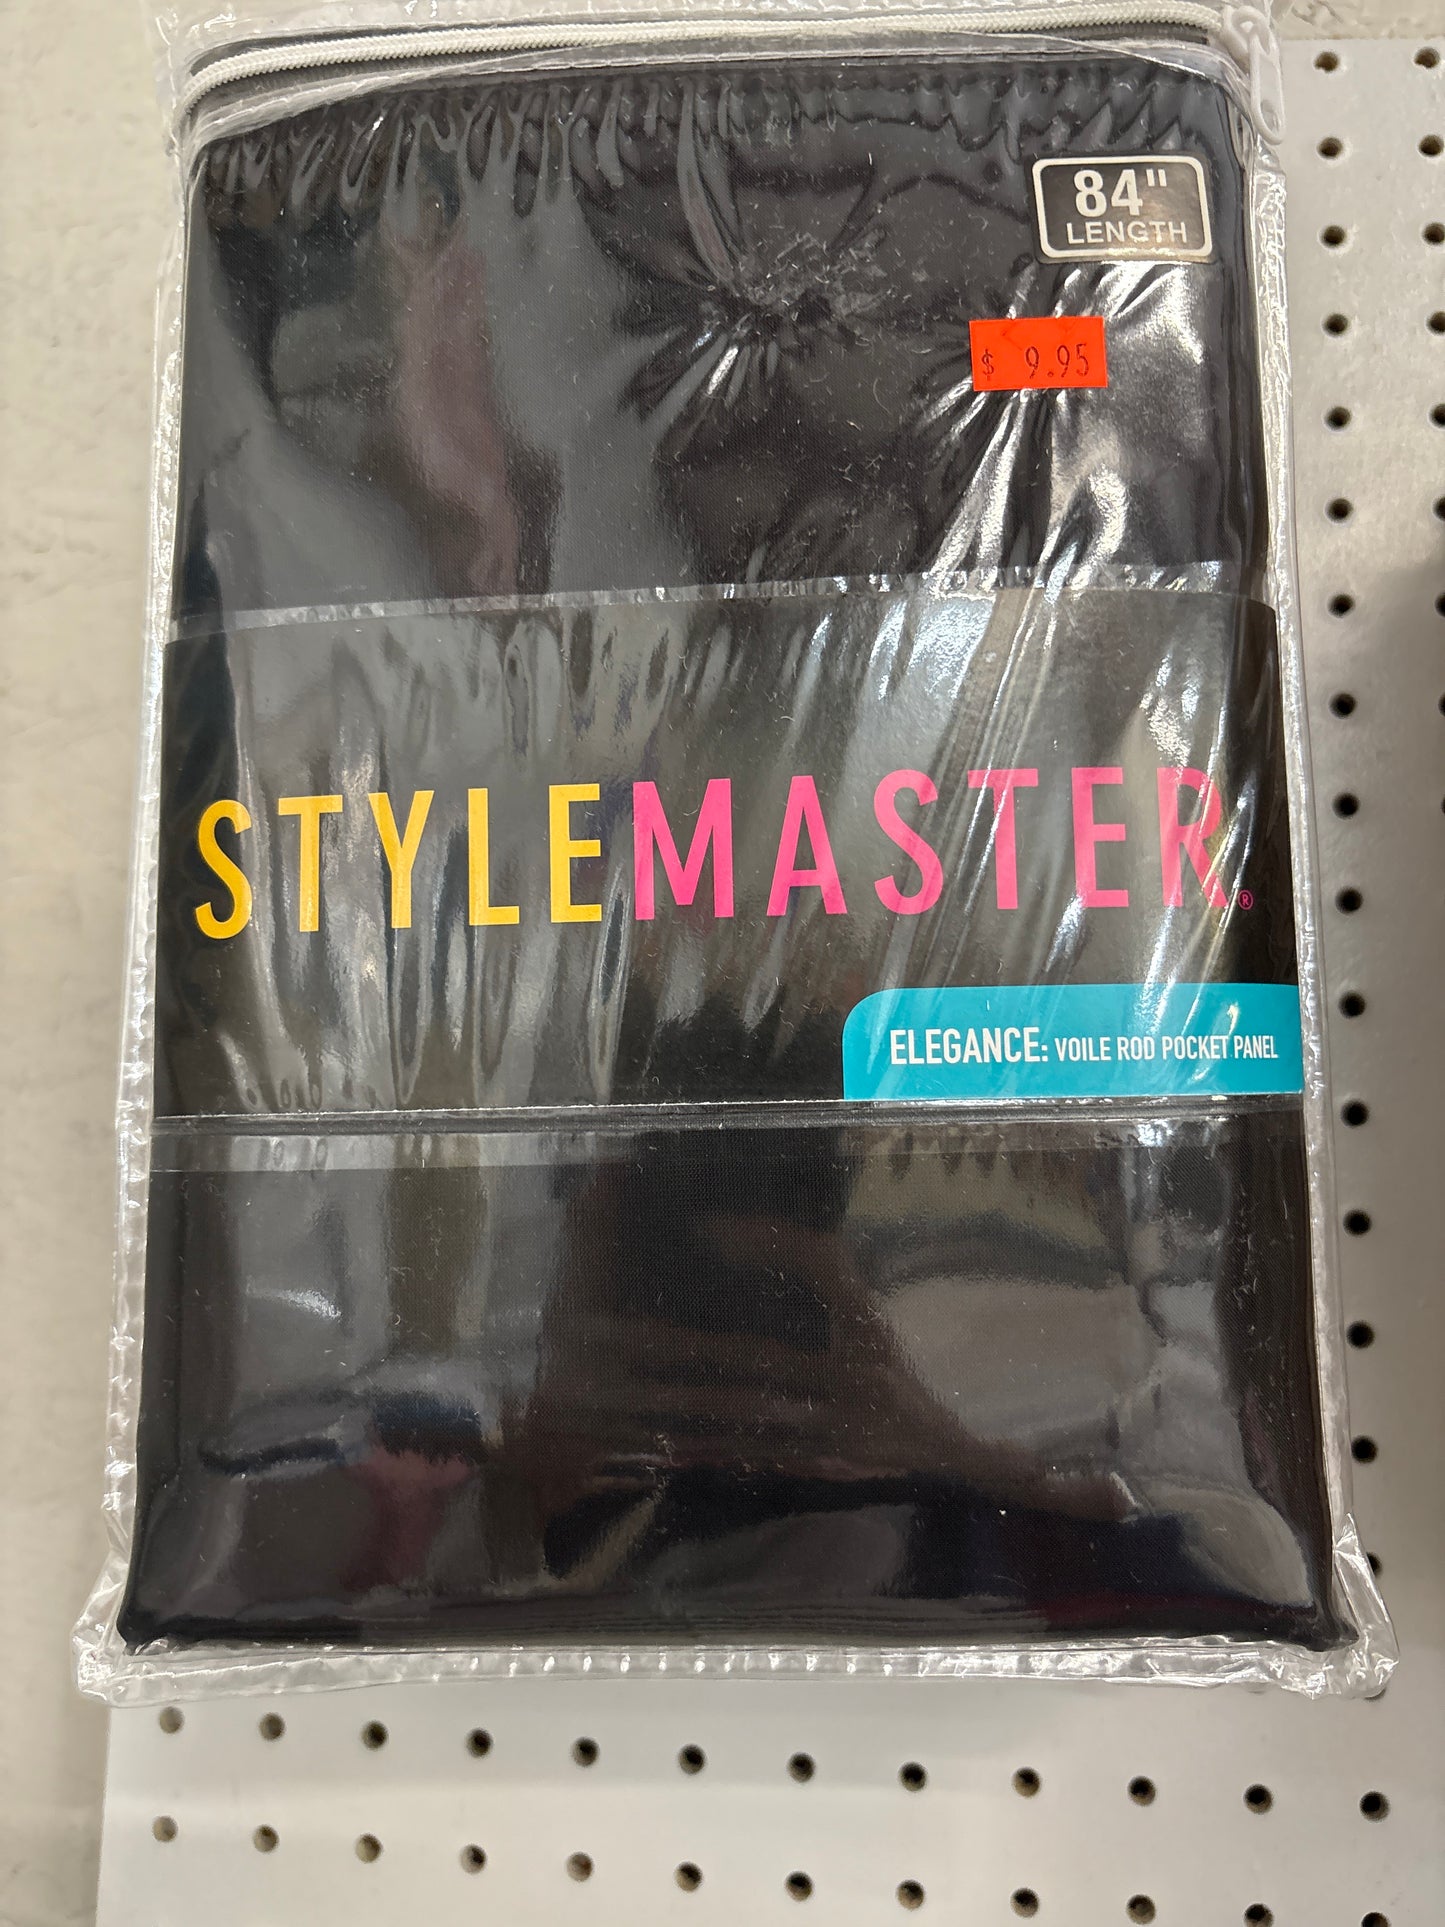 84"
LENGTH
$ 9.95
STYLEMASTER®
ELEGANCE: VOILE ROD POCKET PANEL